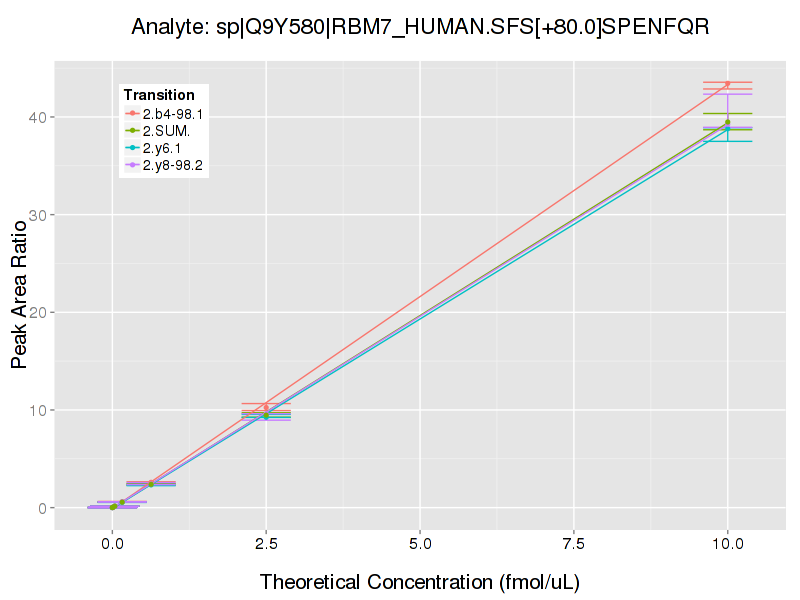 Analyte: sp|Q9Y580|RBM7_HUMAN.SFS[+80.0]SPENFQR
Transition
2.b4-98.1
2.SUM.
2.y6.1
2.y8-98.2
Peak Area Ratio
40
30
20
10
0
0.0 2.5 5.0 7.5 10.0
Theoretical Concentration (fmol/uL)